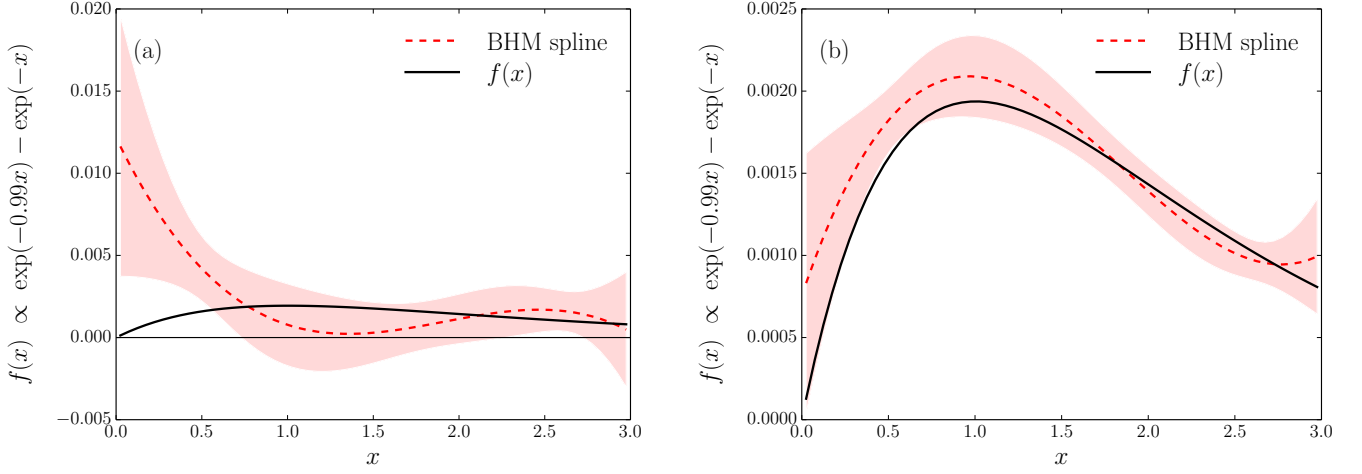 f(x) ∝ exp(−0.99x) − exp(−x)
0.020
0.015
0.010
0.005
0.000
−0.005
(a)
BHM spline
f(x)
0.0 0.5 1.0 1.5 2.0 2.5 3.0
x
f(x) ∝ exp(−0.99x) − exp(−x)
0.0025
0.0020
0.0015
0.0010
0.0005
0.0000
(b)
BHM spline
f(x)
0.0 0.5 1.0 1.5 2.0 2.5 3.0
x